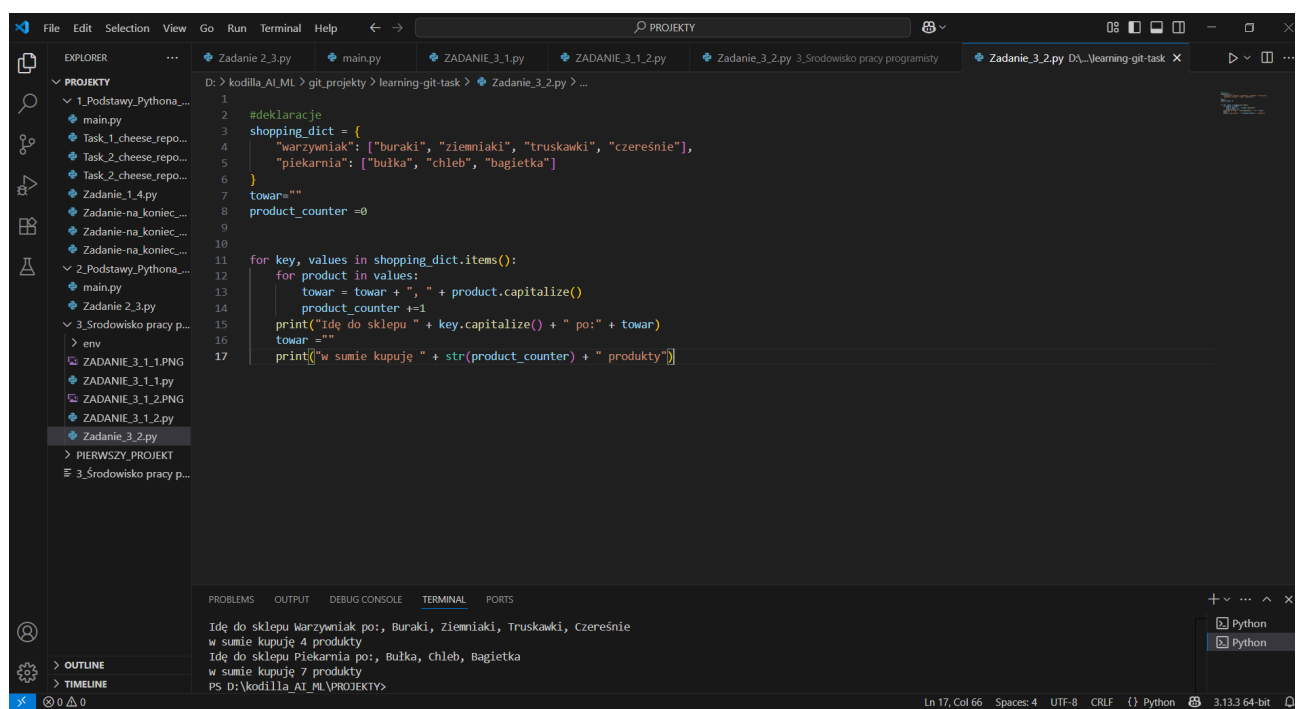 File Edit Selection View Go Run Terminal Help ← → PROJEKTY
EXPLORER ...
Zadanie 2_3.py main.py ZADANIE_3_1.py ZADANIE_3_1_2.py Zadanie_3_2.py 3_Srodowisko pracy programisty Zadanie_3_2.py D:\...\learning-git-task
PROJEKTY
1_Podstawy_Pythona_...
main.py
Task_1_cheese_repo...
Task_2_cheese_repo...
Task_2_cheese_repo...
Zadanie_1_4.py
Zadanie-na_koniec_...
Zadanie-na_koniec_...
Zadanie-na_koniec_...
2_Podstawy_Pythona_...
main.py
Zadanie 2_3.py
3_Srodowisko pracy p...
env
ZADANIE_3_1_1.PNG
ZADANIE_3_1_1.py
ZADANIE_3_1_2.PNG
ZADANIE_3_1_2.py
Zadanie_3_2.py
PIERWSZY_PROJEKT
3_Środowisko pracy p...
OUTLINE
TIMELINE
D: > kodilla_AI_ML > git_projekty > learning-git-task > Zadanie_3_2.py > ...
1
2 #deklaracje
3 shopping_dict = {
4 "warzywniak": ["buraki", "ziemniaki", "truskawki", "czereśnie"],
5 "piekarnia": ["bułka", "chleb", "bagietka"]
6 }
7 towar=""
8 product_counter =0
9
10
11 for key, values in shopping_dict.items():
12 for product in values:
13 towar = towar + ", " + product.capitalize()
14 product_counter +=1
15 print("Idę do sklepu " + key.capitalize() + " po:" + towar)
16 towar =""
17 print("w sumie kupuję " + str(product_counter) + " produkty")
PROBLEMS OUTPUT DEBUG CONSOLE TERMINAL PORTS
Idę do sklepu Warzywniak po:, Buraki, Ziemniaki, Truskawki, Czereśnie
w sumie kupuję 4 produkty
Idę do sklepu Piekarnia po:, Bułka, Chleb, Bagietka
w sumie kupuję 7 produkty
PS D:\kodilla_AI_ML\PROJEKTY>
Python
Python
0 0 Ln 17, Col 66 Spaces: 4 UTF-8 CRLF {} Python 3.13.3 64-bit